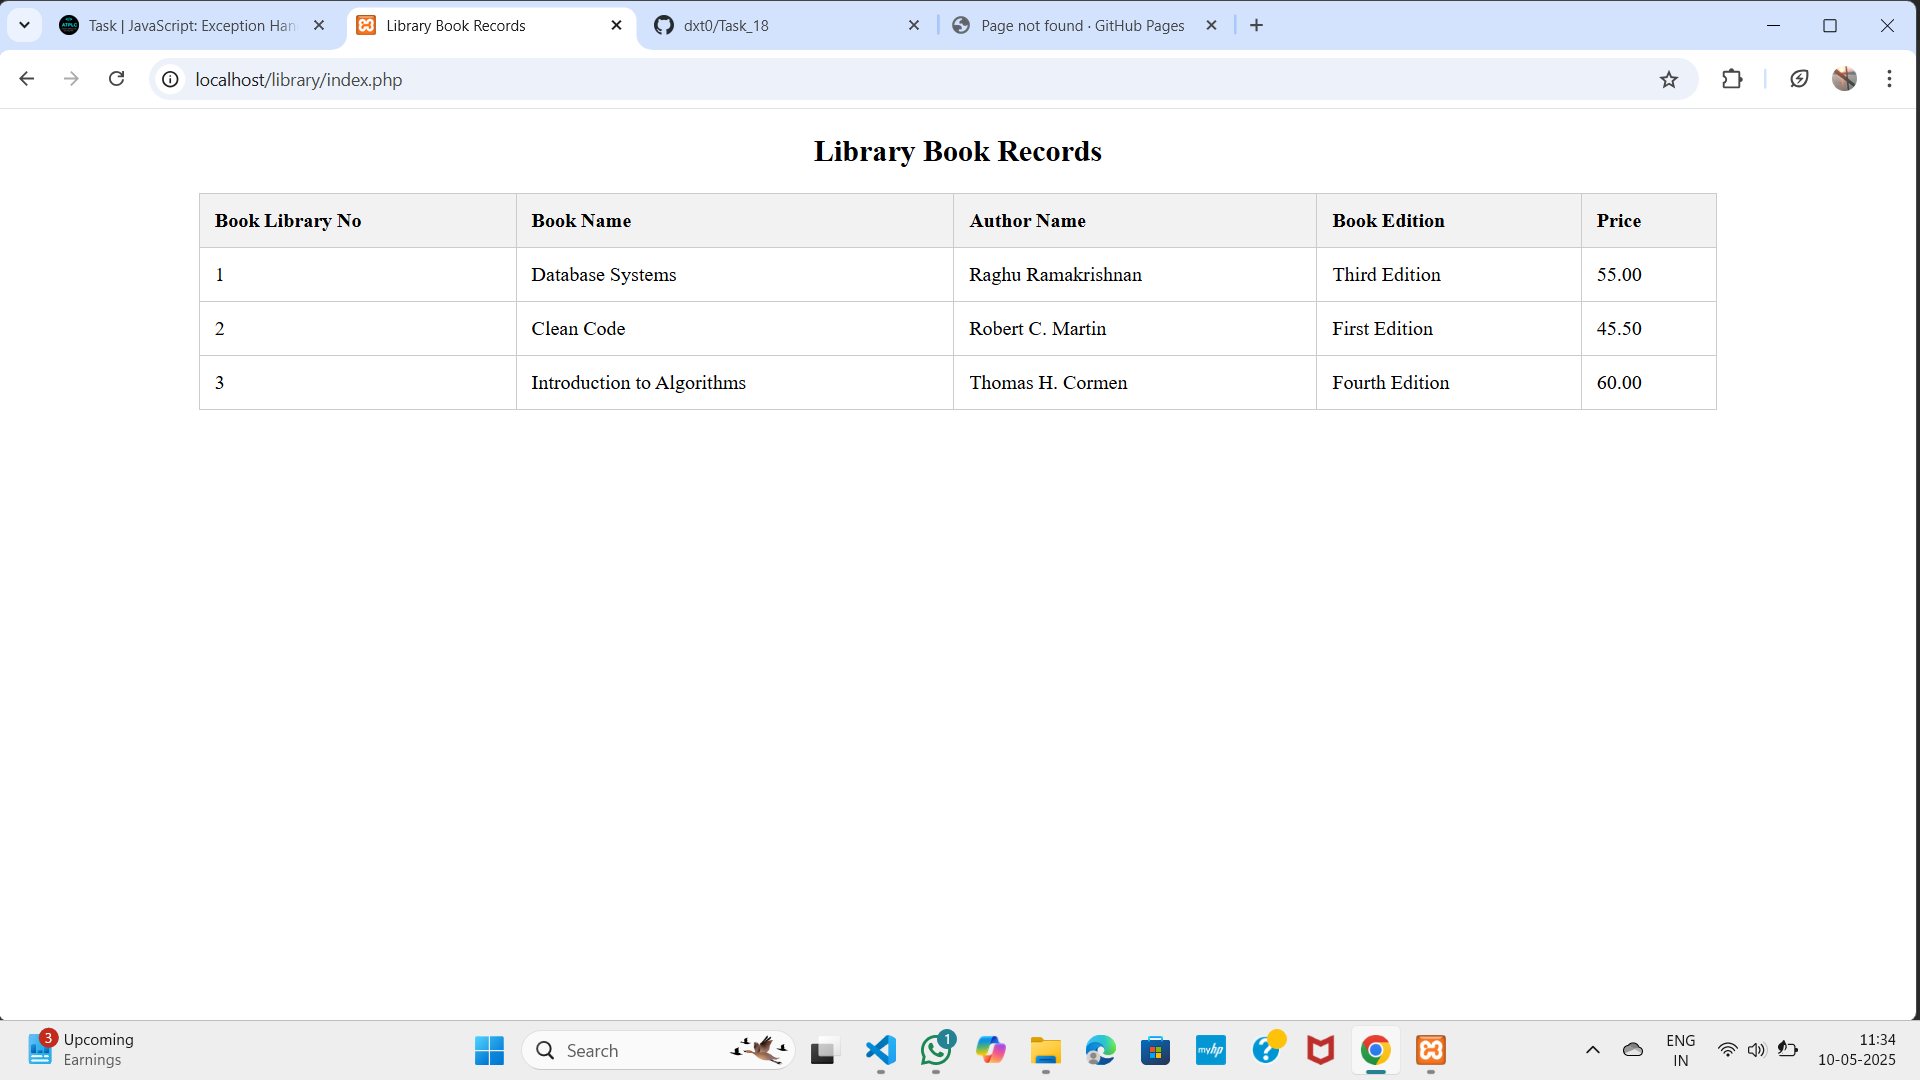 Task | JavaScript: Exception Han
Library Book Records
dxt0/Task_18
Page not found · GitHub Pages
localhost/library/index.php
Library Book Records
Book Library No Book Name Author Name Book Edition Price
1 Database Systems Raghu Ramakrishnan Third Edition 55.00
2 Clean Code Robert C. Martin First Edition 45.50
3 Introduction to Algorithms Thomas H. Cormen Fourth Edition 60.00
3
Upcoming
Earnings
Search
1
myhp
ENG
IN
11:34
10-05-2025